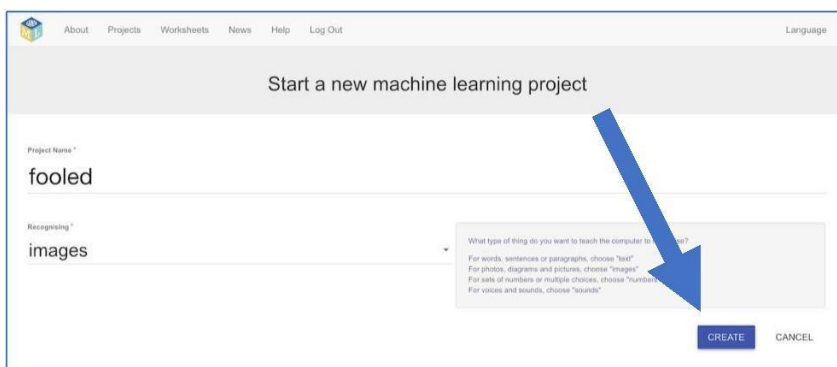 About Projects Worksheets News Help Log Out Language
Start a new machine learning project
Project Name *
fooled
Recognising *
images
What type of thing do you want to teach the computer to
For words, sentences or paragraphs, choose "text"
For photos, diagrams and pictures, choose "images"
For sets of numbers or multiple choices, choose "numbers
For voices and sounds, choose "sounds"
CREATE CANCEL